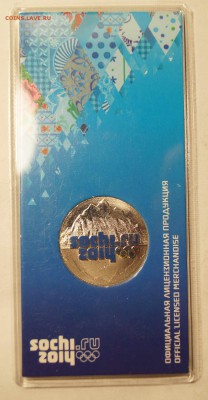 COINS.LAVE.RU
sochi.ru
2014
sochi.ru
2014
ОФИЦИАЛЬНАЯ ЛИЦЕНЗИОННАЯ ПРОДУКЦИЯ
OFFICIAL LICENSED MERCHANDISE